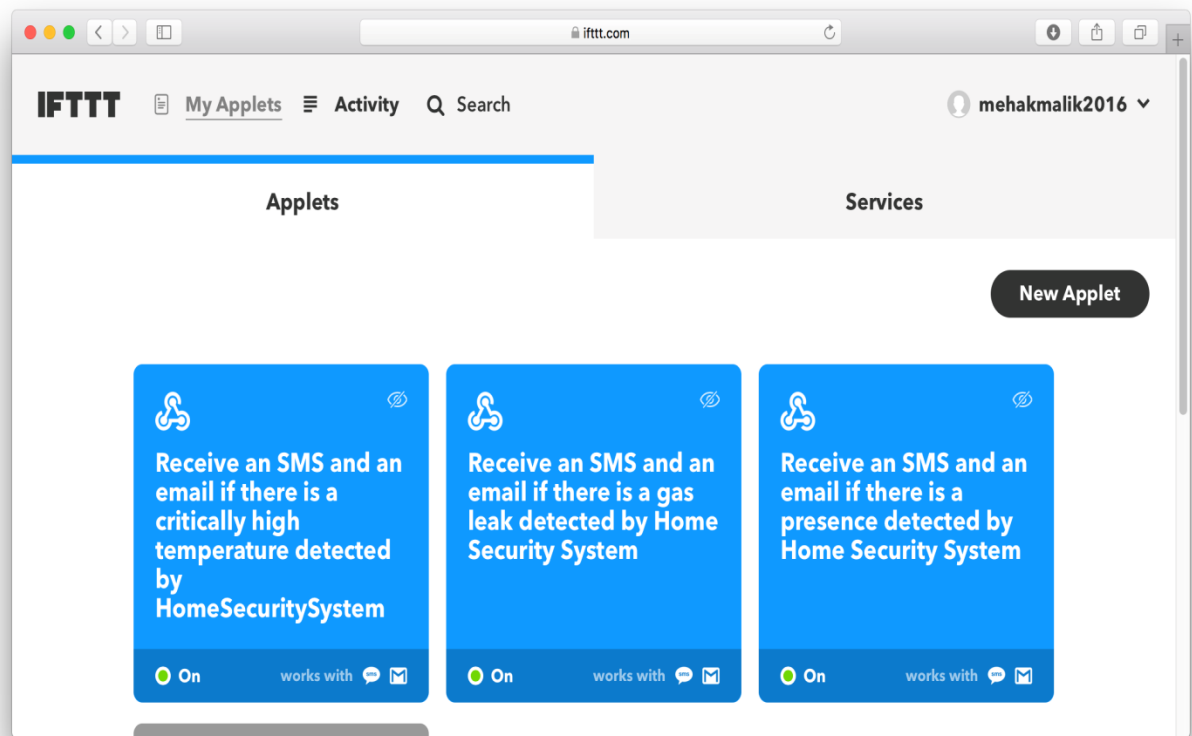 ifttt.com
IFTTT My Applets Activity Search mehakmalik2016
Applets Services
New Applet
Receive an SMS and an
email if there is a
critically high
temperature detected
by
HomeSecuritySystem
On works with sms M
Receive an SMS and an
email if there is a gas
leak detected by Home
Security System
On works with sms M
Receive an SMS and an
email if there is a
presence detected by
Home Security System
On works with sms M